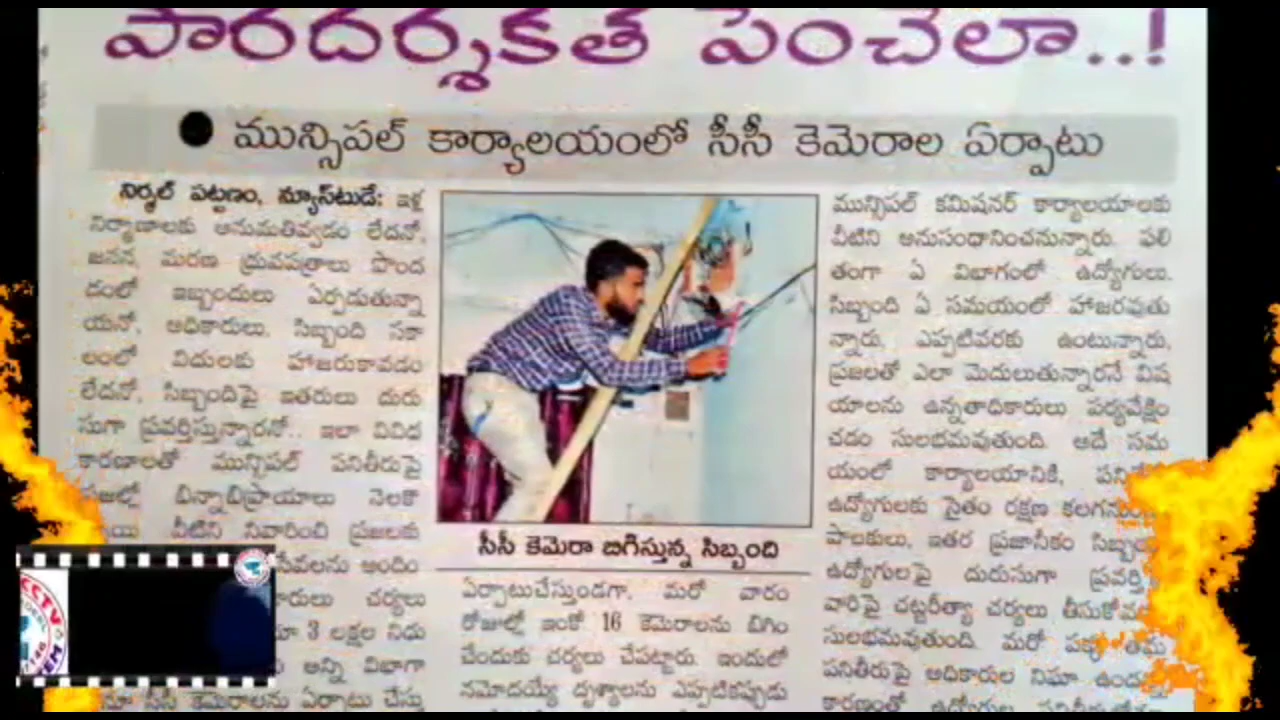 పారదర్శకత పెంచేలా..!
● మున్సిపల్ కార్యాలయంలో సీసీ కెమెరాల ఏర్పాటు
నిర్మల్ పట్టణం, న్యూస్‌టుడే: ఇళ్ల
నిర్మాణాలకు అనుమతివ్వడం లేదనో,
జనన, మరణ ధ్రువపత్రాలు పొంద
డంలో ఇబ్బందులు ఏర్పడుతున్నా
యనో, అధికారులు, సిబ్బంది సకా
లంలో విధులకు హాజరుకావడం
లేదనో, సిబ్బందిపై ఇతరులు దురు
సుగా ప్రవర్తిస్తున్నారనో.. ఇలా వివిధ
కారణాలతో మున్సిపల్ పనితీరుపై
ప్రజల్లో భిన్నాభిప్రాయాలు నెలకొ
వీటిని నివారించి ప్రజలకు
సేవలను అందిం
చర్యలు
3 లక్షల నిధు
అన్ని విభాగా
సీసీ కెమెరాలను ఏర్పాటు చేసు
సీసీ కెమెరా బిగిస్తున్న సిబ్బంది
ఏర్పాటుచేస్తుండగా, మరో వారం
రోజుల్లో ఇంకో 16 కెమెరాలను బిగిం
చేందుకు చర్యలు చేపట్టారు. ఇందులో
నమోదయ్యే దృశ్యాలను ఎప్పటికప్పుడు
మున్సిపల్ కమిషనర్ కార్యాలయాలకు
వీటిని అనుసంధానించనున్నారు. ఫలి
తంగా ఏ విభాగంలో ఉద్యోగులు,
సిబ్బంది ఏ సమయంలో హాజరవుతు
న్నారు, ఎప్పటివరకు ఉంటున్నారు,
ప్రజలతో ఎలా మెదులుతున్నారనే విష
యాలను ఉన్నతాధికారులు పర్యవేక్షిం
చడం సులభమవుతుంది. అదే సమ
యంలో కార్యాలయానికి,
ఉద్యోగులకు సైతం రక్షణ
పాలకులు, ఇతర ప్రజానీకం
ఉద్యోగులపై దురుసుగా
వారిపై చట్టరీత్యా చర్యలు
సులభమవుతుంది. మరో
పనితీరుపై అధికారుల నిఘా
కారణంతో ఉద్యోగుల